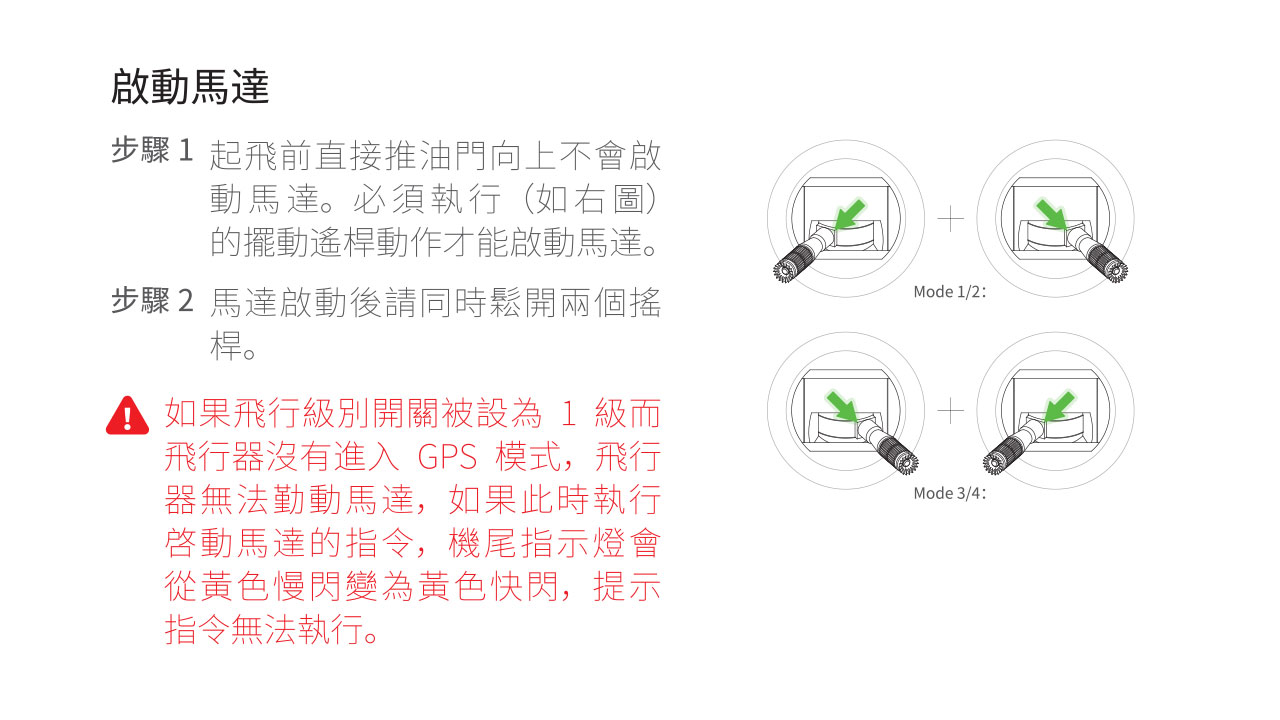 啟動馬達
步驟 1 起飛前直接推油門向上不會啟
動馬達。必須執行（如右圖）
的擺動遙桿動作才能啟動馬達。
步驟 2 馬達啟動後請同時鬆開兩個搖
桿。
如果飛行級別開關被設為 1 級而
飛行器沒有進入 GPS 模式，飛行
器無法勤動馬達，如果此時執行
啓動馬達的指令，機尾指示燈會
從黃色慢閃變為黃色快閃，提示
指令無法執行。
Mode 1/2：
Mode 3/4：